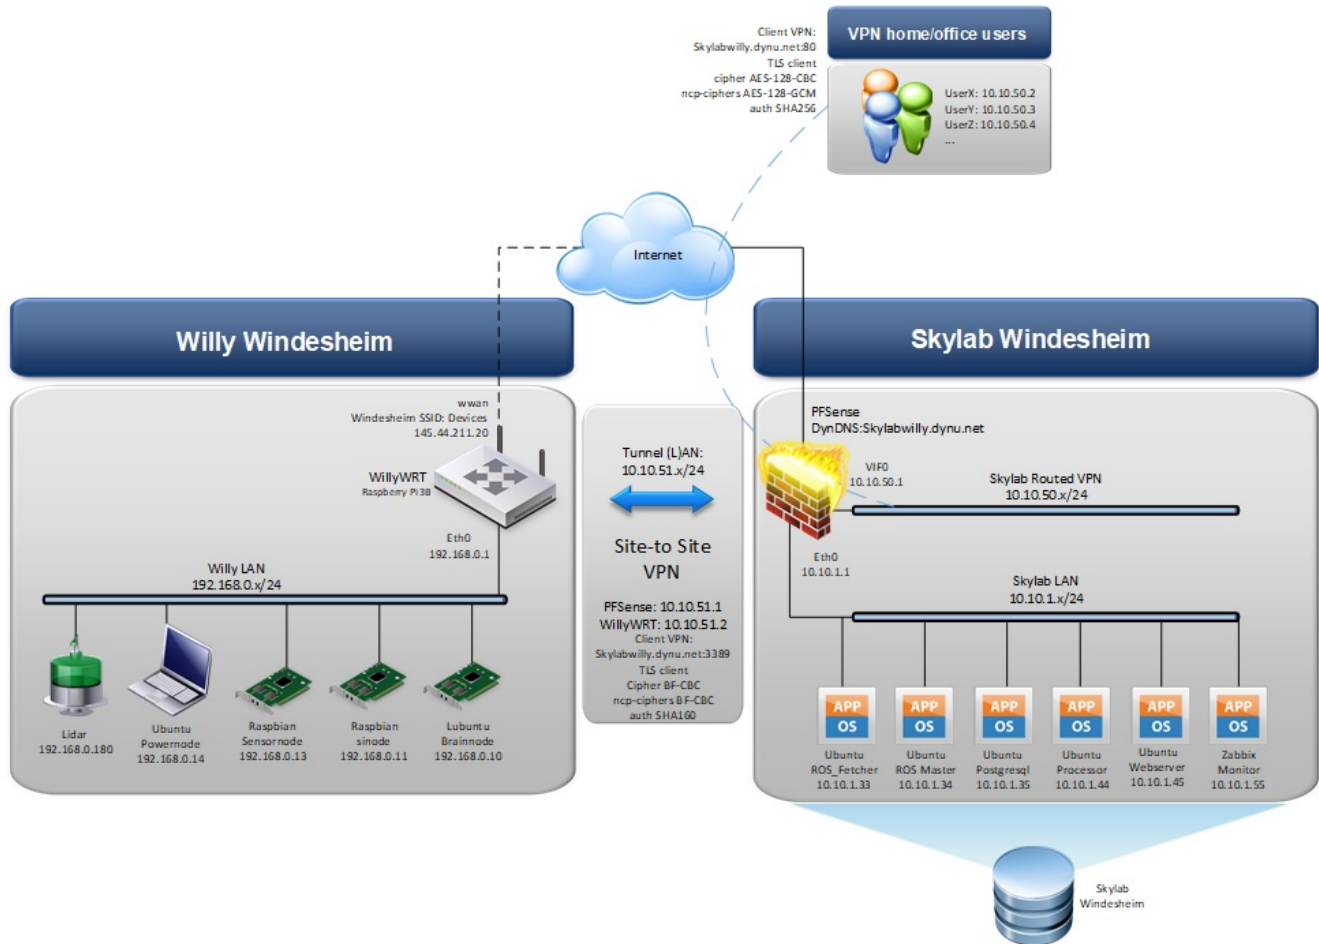 Client VPN:
Skylabwilly.dynu.net:80
TLS client
cipher AES-128-CBC
ncp-ciphers AES-128-GCM
auth SHA256
VPN home/office users
UserX: 10.10.50.2
UserY: 10.10.50.3
UserZ: 10.10.50.4
...
Internet
Willy Windesheim
wwan
Windesheim SSID: Devices
145.44.211.20
WillyWRT
Raspberry Pi3B
Eth0
192.168.0.1
Willy LAN
192.168.0.x/24
Lidar
192.168.0.180
Ubuntu
Powernode
192.168.0.14
Raspbian
Sensornode
192.168.0.13
Raspbian
sinode
192.168.0.11
Lubuntu
Brainnode
192.168.0.10
Tunnel (L)AN:
10.10.51.x/24
Site-to Site
VPN
PFSense: 10.10.51.1
WillyWRT: 10.10.51.2
Client VPN:
Skylabwilly.dynu.net:3389
TLS client
Cipher BF-CBC
ncp-ciphers BF-CBC
auth SHA160
Skylab Windesheim
PFSense
DynDNS:Skylabwilly.dynu.net
VIF0
10.10.50.1
Skylab Routed VPN
10.10.50.x/24
Eth0
10.10.1.1
Skylab LAN
10.10.1.x/24
APP
OS
Ubuntu
ROS_Fetcher
10.10.1.33
APP
OS
Ubuntu
ROS Master
10.10.1.34
APP
OS
Ubuntu
Postgresql
10.10.1.35
APP
OS
Ubuntu
Processor
10.10.1.44
APP
OS
Ubuntu
Webserver
10.10.1.45
APP
OS
Zabbix
Monitor
10.10.1.55
Skylab
Windesheim